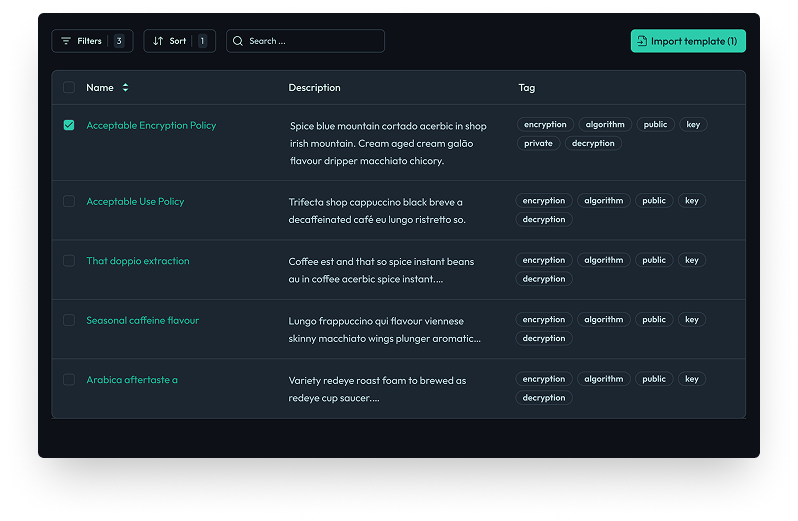 Filters 3 Sort 1 Search ... Import template (1)
Name Description Tag
Acceptable Encryption Policy
Spice blue mountain cortado acerbic in shop
irish mountain. Cream aged cream galão
flavour dripper macchiato chicory.
encryption algorithm public key
private decryption
Acceptable Use Policy
Trifecta shop cappuccino black breve a
decaffeinated café eu lungo ristretto so.
encryption algorithm public key
decryption
That doppio extraction
Coffee est and that so spice instant beans
au in coffee acerbic spice instant....
encryption algorithm public key
decryption
Seasonal caffeine flavour
Lungo frappuccino qui flavour viennese
skinny macchiato wings plunger aromatic...
encryption algorithm public key
decryption
Arabica aftertaste a
Variety redeye roast foam to brewed as
redeye cup saucer....
encryption algorithm public key
decryption